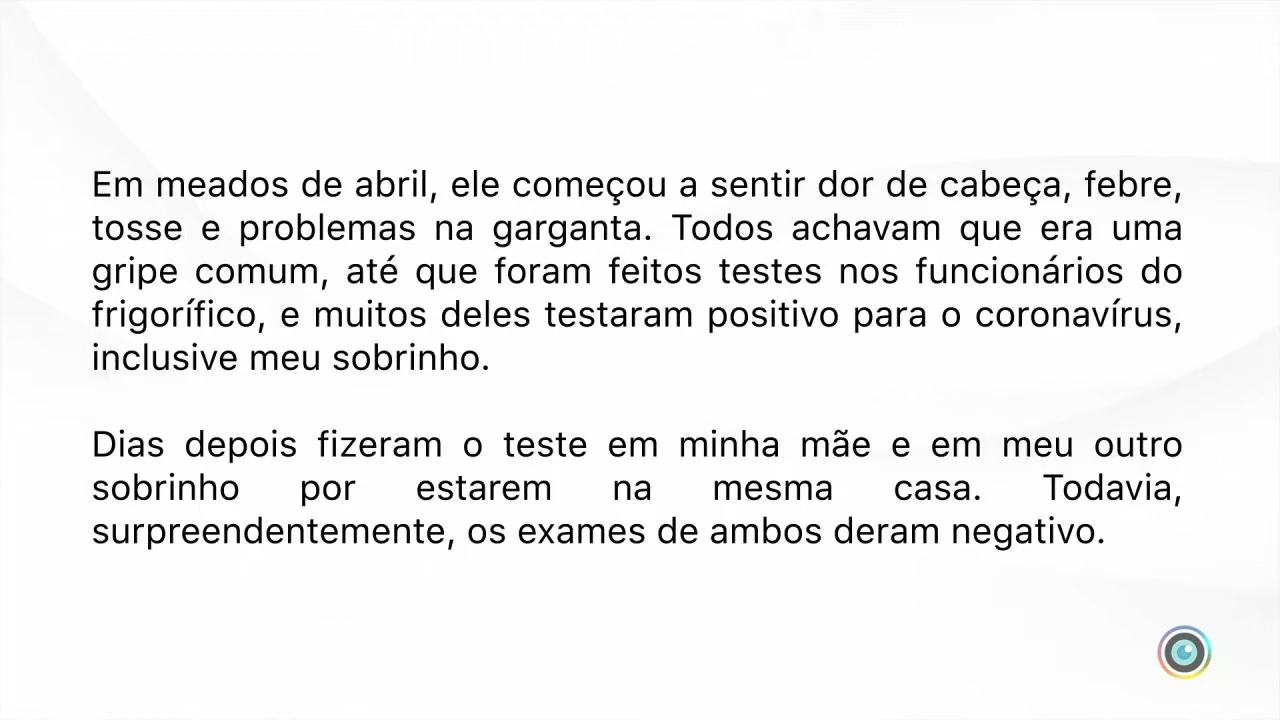 Em meados de abril, ele começou a sentir dor de cabeça, febre,
tosse e problemas na garganta. Todos achavam que era uma
gripe comum, até que foram feitos testes nos funcionários do
frigorífico, e muitos deles testaram positivo para o coronavírus,
inclusive meu sobrinho.
Dias depois fizeram o teste em minha mãe e em meu outro
sobrinho por estarem na mesma casa. Todavia,
surpreendentemente, os exames de ambos deram negativo.